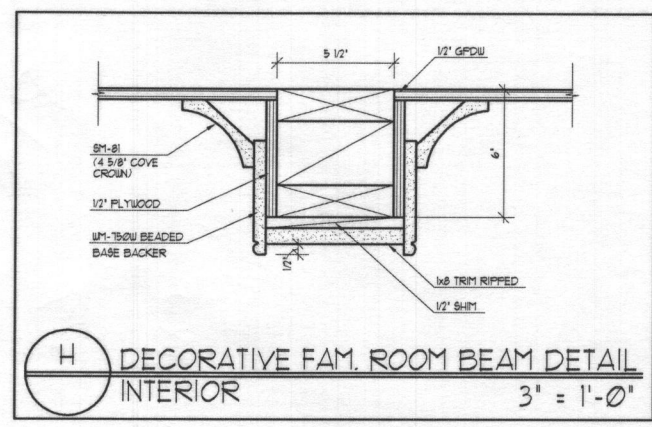 5 1/2"
1/2" GPDW
SM-81
(4 5/8" COVE
CROWN)
6"
1/2" PLYWOOD
WM-750W BEADED
BASE BACKER
1/2"
1x8 TRIM RIPPED
1/2" SHIM
H
DECORATIVE FAM. ROOM BEAM DETAIL
INTERIOR
3" = 1'-0"